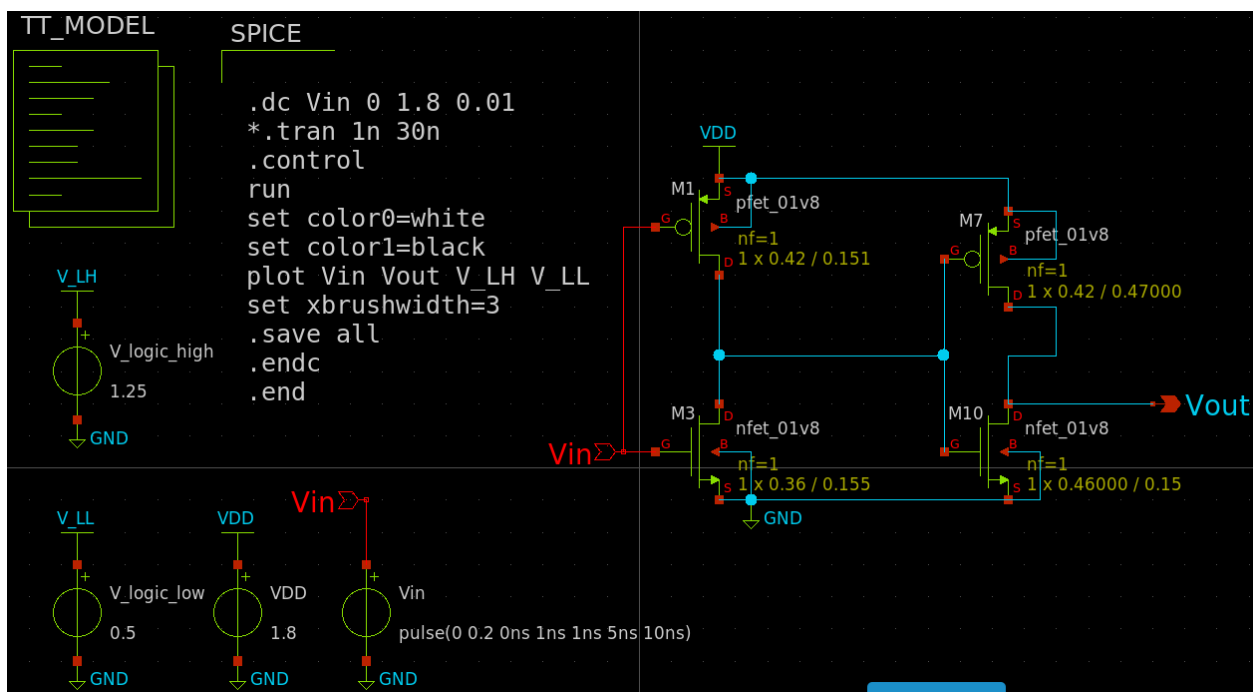 TT_MODEL
SPICE
.dc Vin 0 1.8 0.01
*.tran 1n 30n
.control
run
set color0=white
set color1=black
plot Vin Vout V_LH V_LL
set xbrushwidth=3
.save all
.endc
.end
V_LH
+
V_logic_high
1.25
GND
V_LL
+
V_logic_low
0.5
GND
VDD
+
VDD
1.8
GND
Vin
+
Vin
pulse(0 0.2 0ns 1ns 1ns 5ns 10ns)
GND
VDD
M1
S
pfet_01v8
G
B
nf=1
D
1 x 0.42 / 0.151
M7
S
pfet_01v8
G
B
nf=1
D
1 x 0.42 / 0.47000
Vin
M3
D
nfet_01v8
G
B
nf=1
S
1 x 0.36 / 0.155
GND
M10
D
nfet_01v8
G
B
nf=1
S
1 x 0.46000 / 0.15
Vout